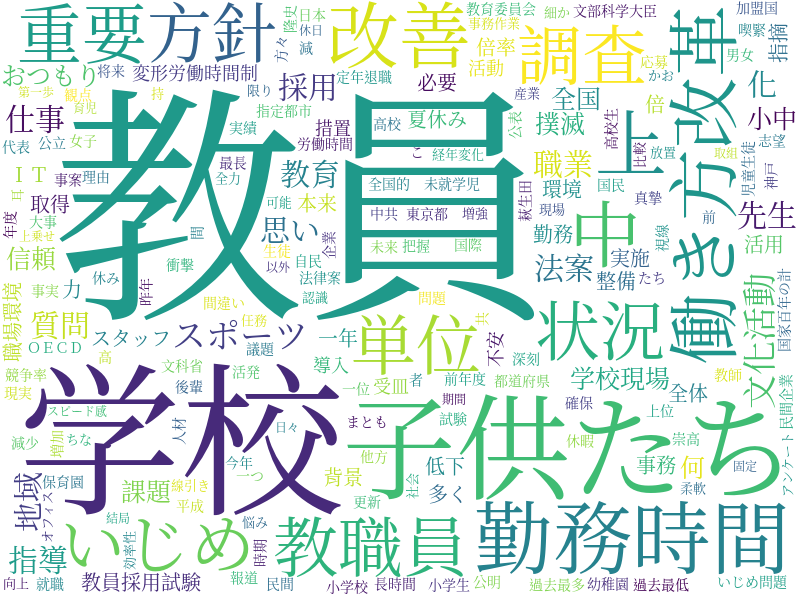 重要
方針
改善
調査
革
働き方改
上
中
教員
学校
子供たち
勤務時間
教職員
いじめ
単位
状況
文化活動
おつもり
変形労働時間制
採用
仕事
ＩＴ
取得
信頼
質問
職場環境
スタッフ
スポーツ
教育
思い
本来
措置
夏休み
撲滅
職業
全国
倍率
活動
必要
定年退職
指定都市
労働時間
隆史
日本
休日
減
方々
教育委員会
事務作業
細か
文部科学大臣
加盟国
喫緊
指摘
応募
男女
かお
化
倍
小中
産業
公表
高校
高校生
比較
放置
志望
取組
神戸
児童生徒
先生
活用
環境
国民
真摯
前
視線
勤務
実施
現場
萩生田
法案
整備
たち
経年変化
全国的
未就学児
中共
東京都
増強
未来
把握
国際
自民
法律案
認識
以外
企業
生徒
可能
全力
最長
実績
理由
事案
代表
公立
女子
観点
育児
第一歩
将来
待
限り
耳
大事
上乗せ
年度
事実
力
休み
昨年
衝撃
間
間違い
任務
問題
共
議題
一年
導入
不安
深刻
者
受皿
前年度
都道府県
学校現場
全体
教師
民間企業
国家百年の計
アンケート
ＯＥＣＤ
競争率
現実
高
文科省
後輩
活発
一位
スピード感
減少
増加
ちな
人材
日々
まとも
期間
試験
確保
上位
崇高
休暇
他方
背景
低下
多く
事務
何
柔軟
固定
更新
社会
今年
一つ
線引き
平成
課題
保育園
地域
オフィス
指導
結局
効率性
悩み
時期
向上
就職
教員採用試験
報道
民間
小学校
長時間
小学生
公明
過去最多
幼稚園
過去最低
いじめ問題